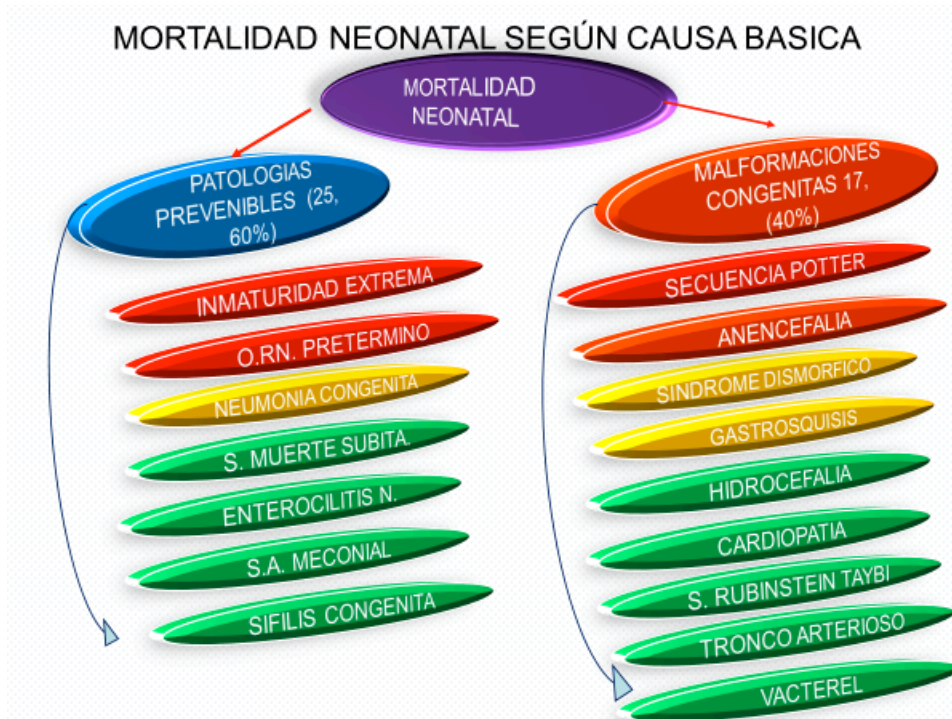 MORTALIDAD NEONATAL SEGÚN CAUSA BASICA
MORTALIDAD
NEONATAL
PATOLOGIAS
PREVENIBLES (25,
60%)
INMATURIDAD EXTREMA
O.RN. PRETERMINO
NEUMONIA CONGENITA
S. MUERTE SUBITA.
ENTEROCILITIS N.
S.A. MECONIAL
SIFILIS CONGENITA
MALFORMACIONES
CONGENITAS 17,
(40%)
SECUENCIA POTTER
ANENCEFALIA
SINDROME DISMORFICO
GASTROSQUISIS
HIDROCEFALIA
CARDIOPATIA
S. RUBINSTEIN TAYBI
TRONCO ARTERIOSO
VACTEREL